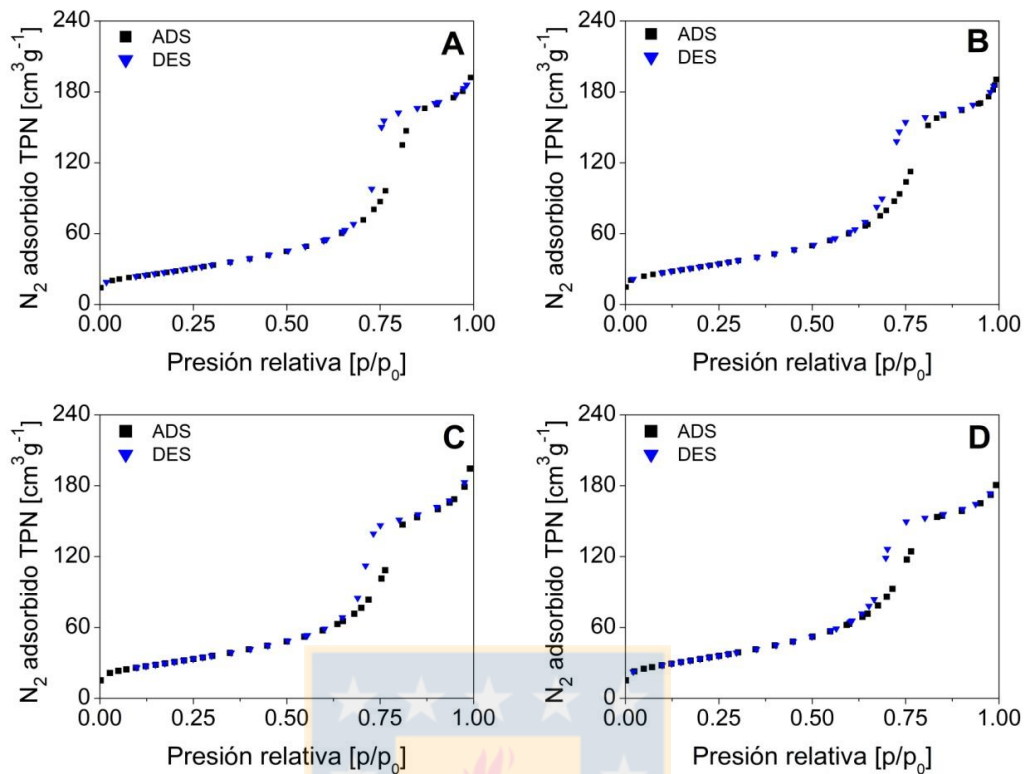 240
180
120
60
0
N₂ adsorbido TPN [cm³g⁻¹]
ADS
DES
A
0.00 0.25 0.50 0.75 1.00
Presión relativa [p/p₀]
240
180
120
60
0
N₂ adsorbido TPN [cm³g⁻¹]
ADS
DES
B
0.00 0.25 0.50 0.75 1.00
Presión relativa [p/p₀]
240
180
120
60
0
N₂ adsorbido TPN [cm³g⁻¹]
ADS
DES
C
0.00 0.25 0.50 0.75 1.00
Presión relativa [p/p₀]
240
180
120
60
0
N₂ adsorbido TPN [cm³g⁻¹]
ADS
DES
D
0.00 0.25 0.50 0.75 1.00
Presión relativa [p/p₀]